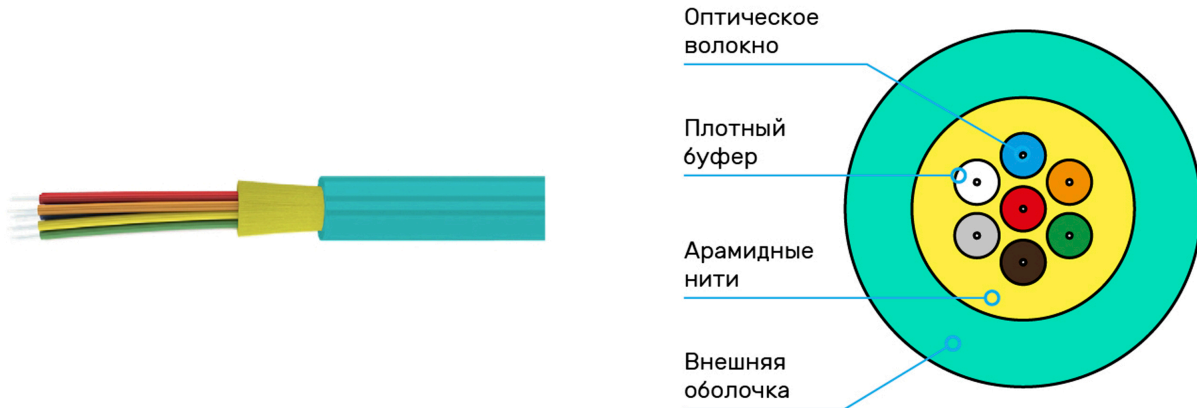 Оптическое
волокно
Плотный
буфер
Арамидные
нити
Внешняя
оболочка